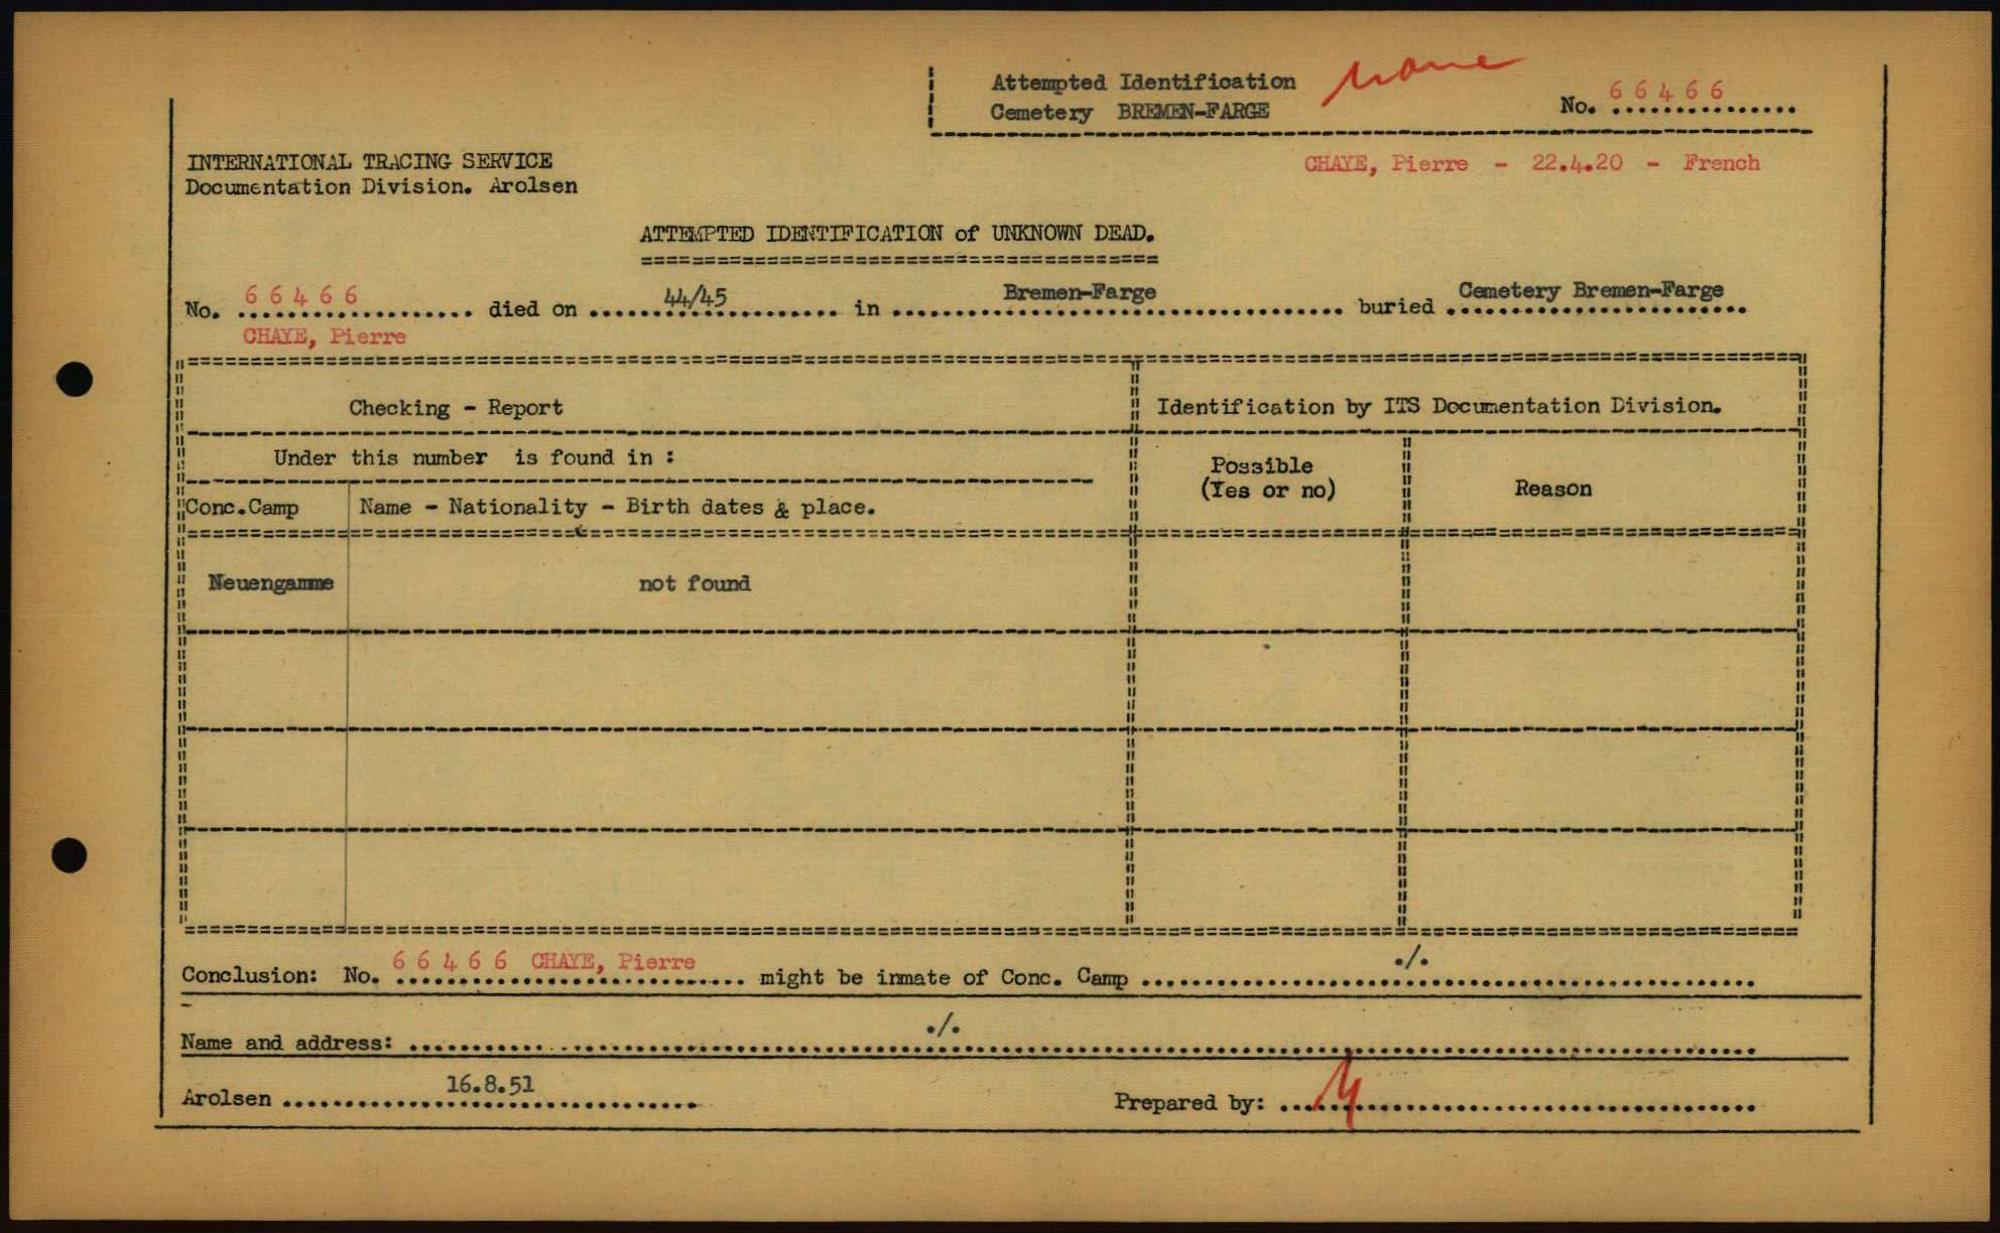 Attempted Identification
Cemetery BREMEN-FARGE
none
No. 66466
INTERNATIONAL TRACING SERVICE
Documentation Division. Arolsen
CHAYE, Pierre - 22.4.20 - French
ATTEMPTED IDENTIFICATION of UNKNOWN DEAD.
No. 66466 died on 44/45 in Bremen-Farge buried Cemetery Bremen-Farge
CHAYE, Pierre
Checking - Report
Identification by ITS Documentation Division.
Under this number is found in :
Possible
(Yes or no)
Reason
Conc.Camp
Name - Nationality - Birth dates & place.
Neuengamme
not found
Conclusion: No. 66466 CHAYE, Pierre might be inmate of Conc. Camp ./.
Name and address: ./.
Arolsen 16.8.51
Prepared by: